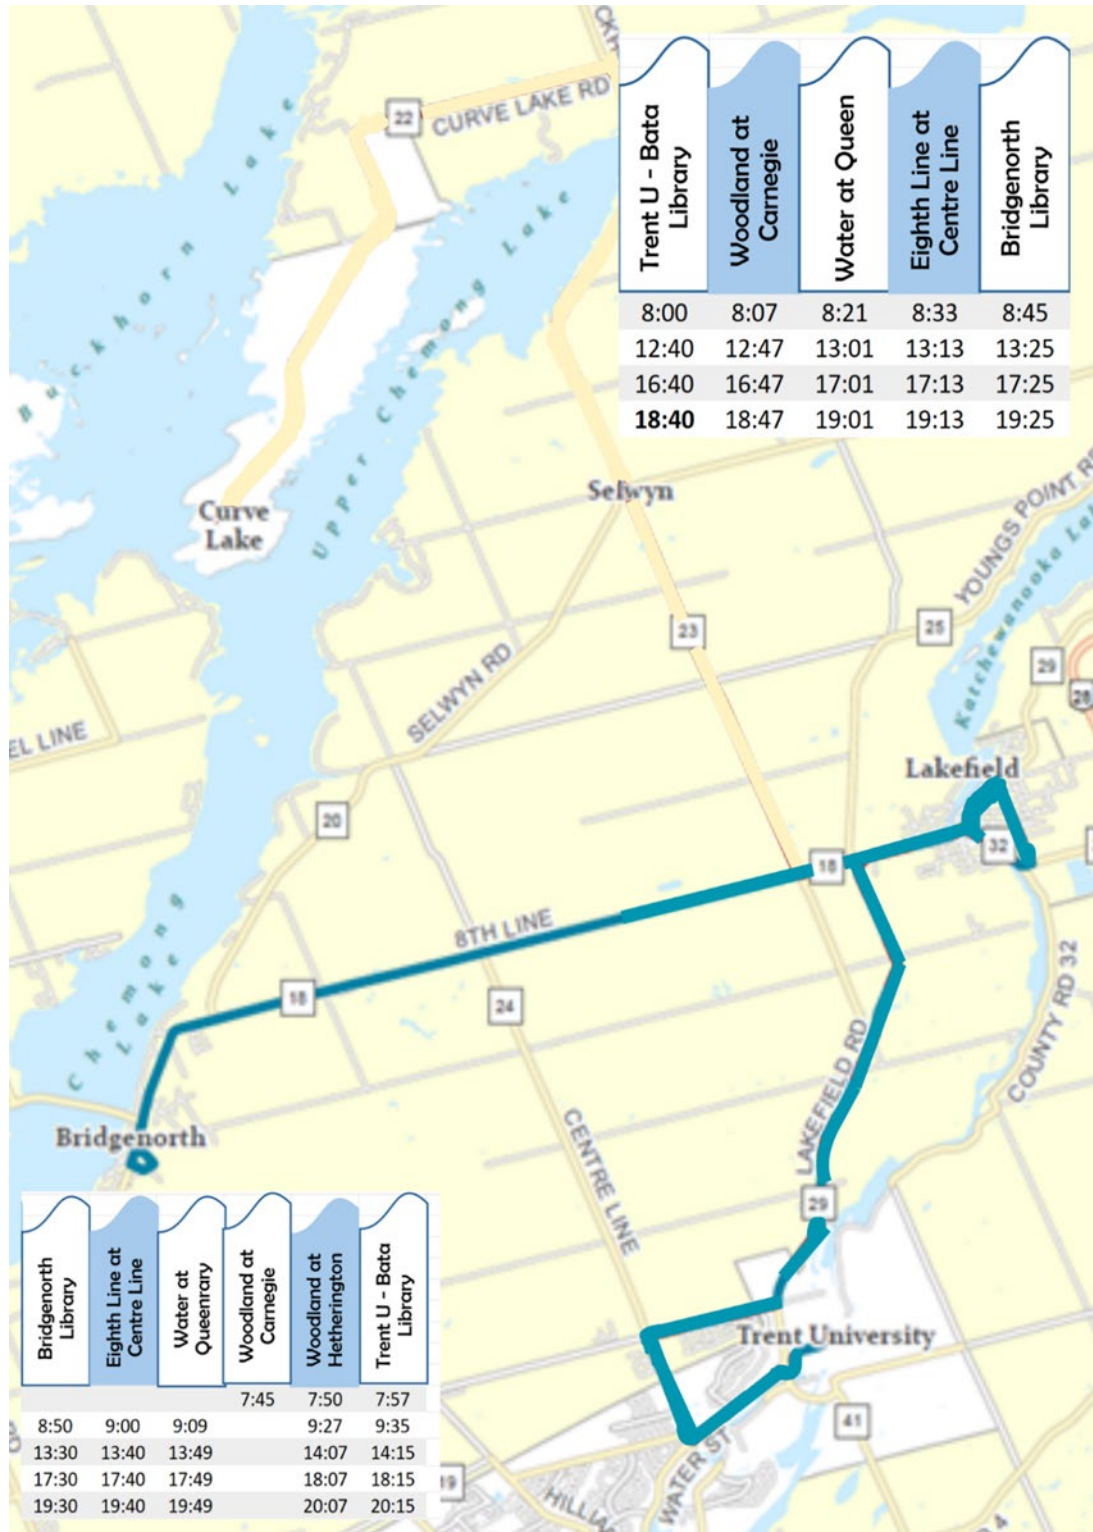 22
CURVE LAKE RD
Buckhorn Lake
Upper Chemong Lake
Trent U - Bata
Library
Woodland at
Carnegie
Water at Queen
Eighth Line at
Centre Line
Bridgenorth
Library
8:00 8:07 8:21 8:33 8:45
12:40 12:47 13:01 13:13 13:25
16:40 16:47 17:01 17:13 17:25
18:40 18:47 19:01 19:13 19:25
Curve
Lake
Selwyn
YOUNGS POINT RD
Katchewanooka Lak
23
25
29
28
SELWYN RD
EL LINE
Lakefield
20
32
18
8TH LINE
Chemong
Lake
18
24
COUNTY RD 32
LAKEFIELD RD
Bridgenorth
CENTRE LINE
29
Trent University
41
WATER ST
19
HILLIA
4
Bridgenorth
Library
Eighth Line at
Centre Line
Water at
Queenrary
Woodland at
Carnegie
Woodland at
Hetherington
Trent U - Bata
Library
7:45 7:50 7:57
8:50 9:00 9:09 9:27 9:35
13:30 13:40 13:49 14:07 14:15
17:30 17:40 17:49 18:07 18:15
19:30 19:40 19:49 20:07 20:15